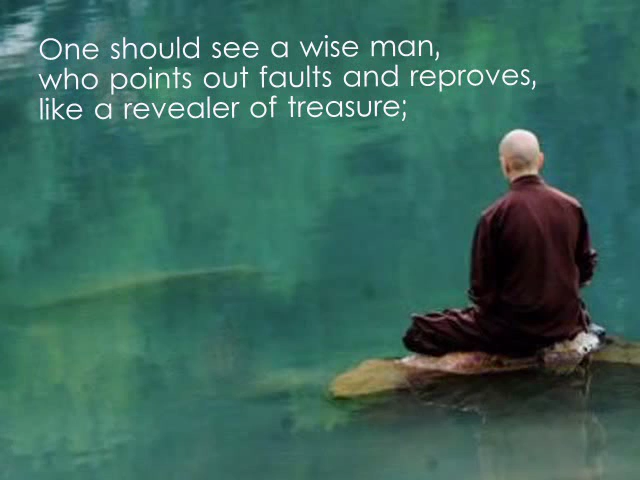 One should see a wise man,
who points out faults and reproves,
like a revealer of treasure;